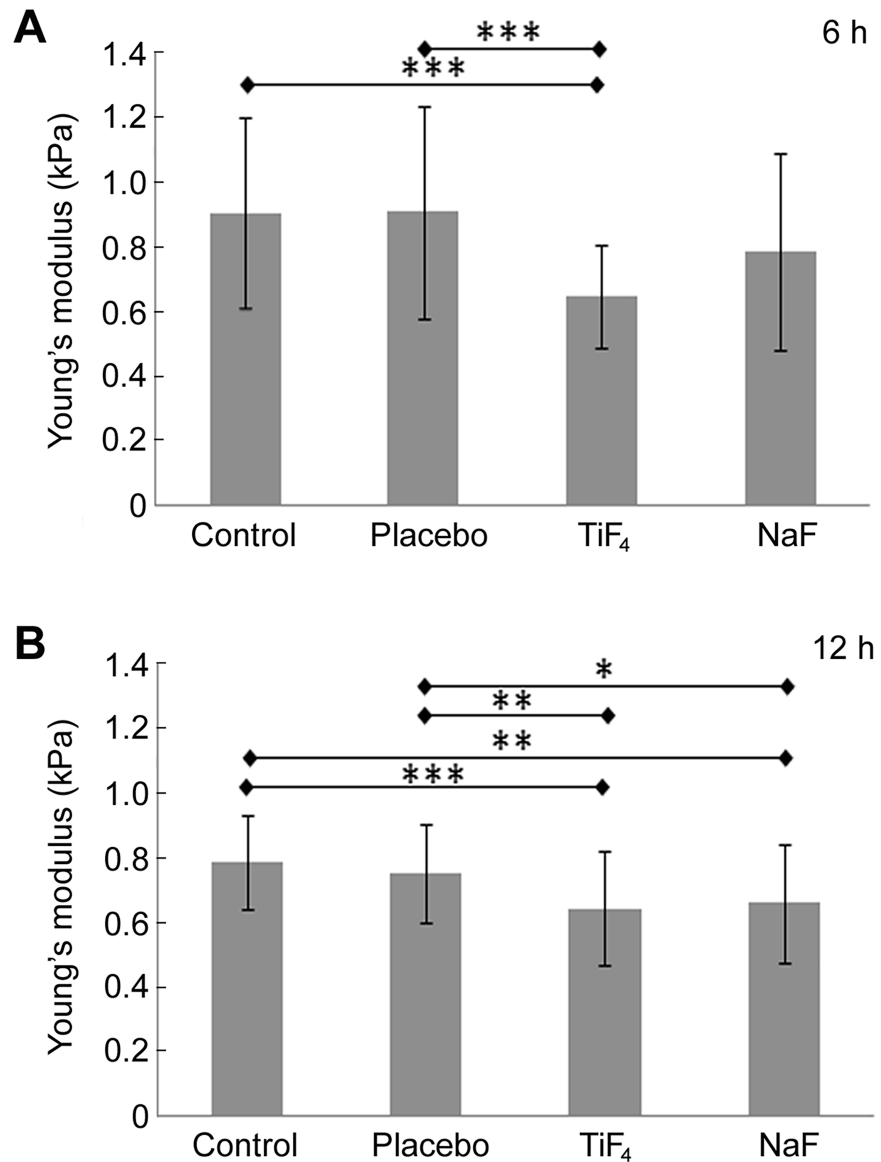 A
6 h
***
***
Young's modulus (kPa)
1.4
1.2
1.0
0.8
0.6
0.4
0.2
0
Control Placebo TiF₄ NaF
B
12 h
*
**
**
***
Young's modulus (kPa)
1.4
1.2
1.0
0.8
0.6
0.4
0.2
0
Control Placebo TiF₄ NaF